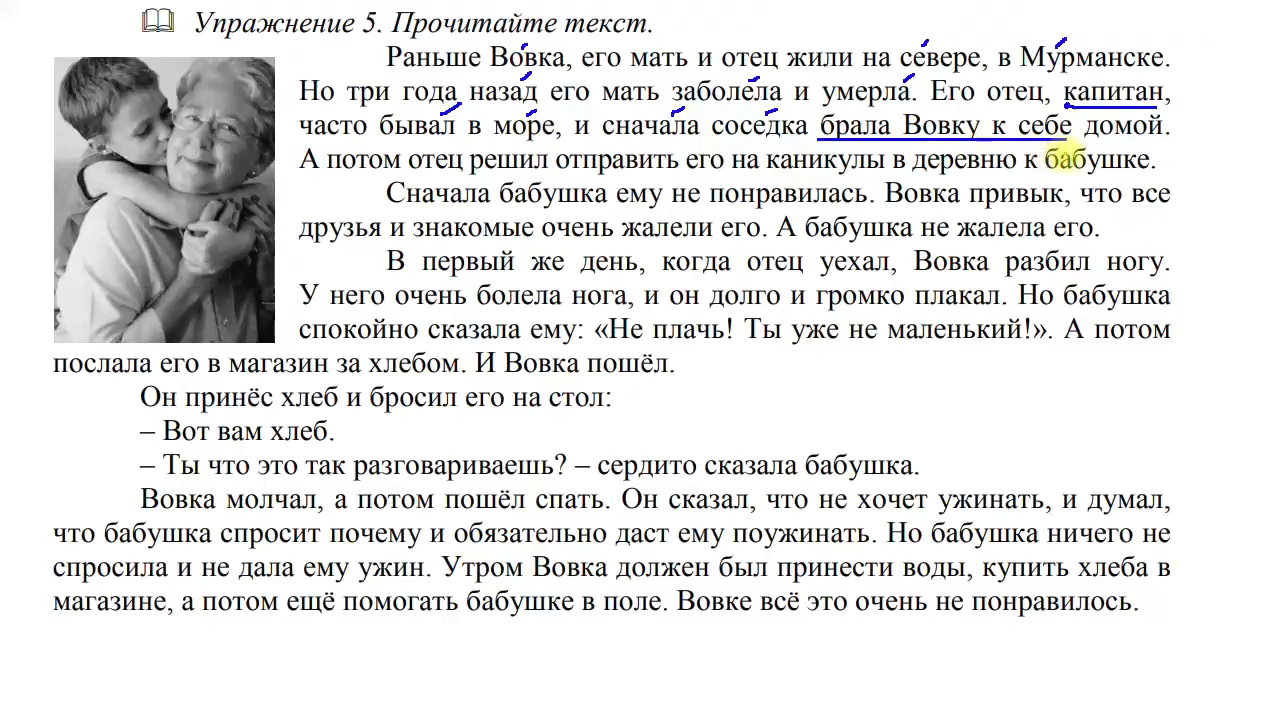 Упражнение 5. Прочитайте текст.
Раньше Вовка, его мать и отец жили на севере, в Мурманске.
Но три года назад его мать заболела и умерла. Его отец, капитан,
часто бывал в море, и сначала соседка брала Вовку к себе домой.
А потом отец решил отправить его на каникулы в деревню к бабушке.
Сначала бабушка ему не понравилась. Вовка привык, что все
друзья и знакомые очень жалели его. А бабушка не жалела его.
В первый же день, когда отец уехал, Вовка разбил ногу.
У него очень болела нога, и он долго и громко плакал. Но бабушка
спокойно сказала ему: «Не плачь! Ты уже не маленький!». А потом
послала его в магазин за хлебом. И Вовка пошёл.
Он принёс хлеб и бросил его на стол:
– Вот вам хлеб.
– Ты что это так разговариваешь? – сердито сказала бабушка.
Вовка молчал, а потом пошёл спать. Он сказал, что не хочет ужинать, и думал,
что бабушка спросит почему и обязательно даст ему поужинать. Но бабушка ничего не
спросила и не дала ему ужин. Утром Вовка должен был принести воды, купить хлеба в
магазине, а потом ещё помогать бабушке в поле. Вовке всё это очень не понравилось.